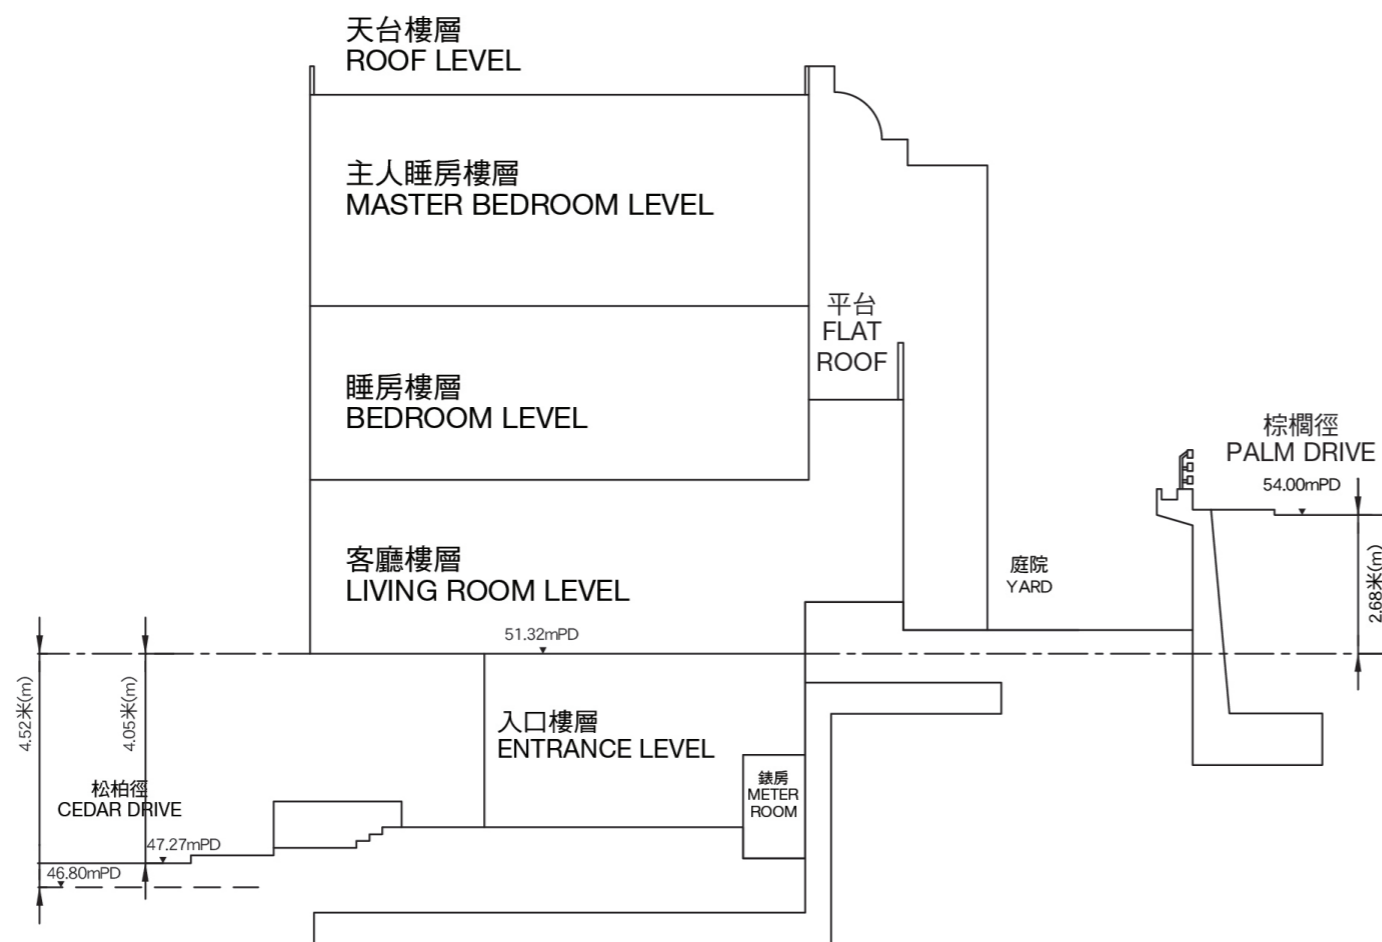 天台樓層
ROOF LEVEL
主人睡房樓層
MASTER BEDROOM LEVEL
平台
FLAT
ROOF
睡房樓層
BEDROOM LEVEL
棕櫚徑
PALM DRIVE
54.00mPD
客廳樓層
LIVING ROOM LEVEL
庭院
YARD
2.68米(m)
51.32mPD
4.52米(m)
4.05米(m)
入口樓層
ENTRANCE LEVEL
錶房
METER
ROOM
松柏徑
CEDAR DRIVE
47.27mPD
46.80mPD